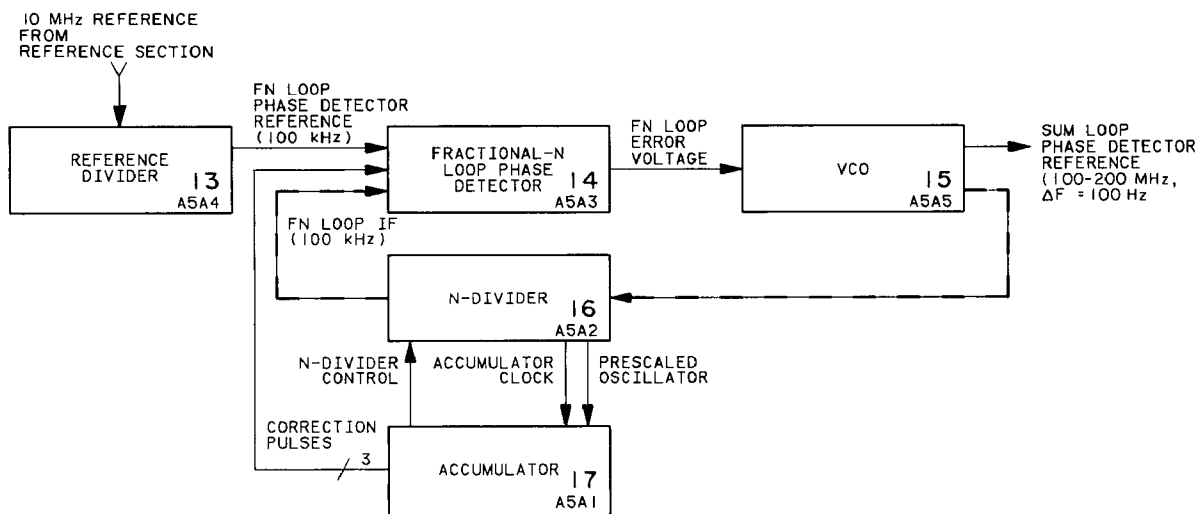 10 MHz REFERENCE
FROM
REFERENCE SECTION
REFERENCE
DIVIDER
13
A5A4
FN LOOP
PHASE DETECTOR
REFERENCE
(100 kHz)
FRACTIONAL-N
LOOP PHASE
DETECTOR
14
A5A3
FN LOOP
ERROR
VOLTAGE
VCO
15
A5A5
SUM LOOP
PHASE DETECTOR
REFERENCE
(100-200 MHz,
ΔF = 100 Hz
FN LOOP IF
(100 kHz)
N-DIVIDER
16
A5A2
N-DIVIDER
CONTROL
ACCUMULATOR
CLOCK
PRESCALED
OSCILLATOR
CORRECTION
PULSES
3
ACCUMULATOR
17
A5A1